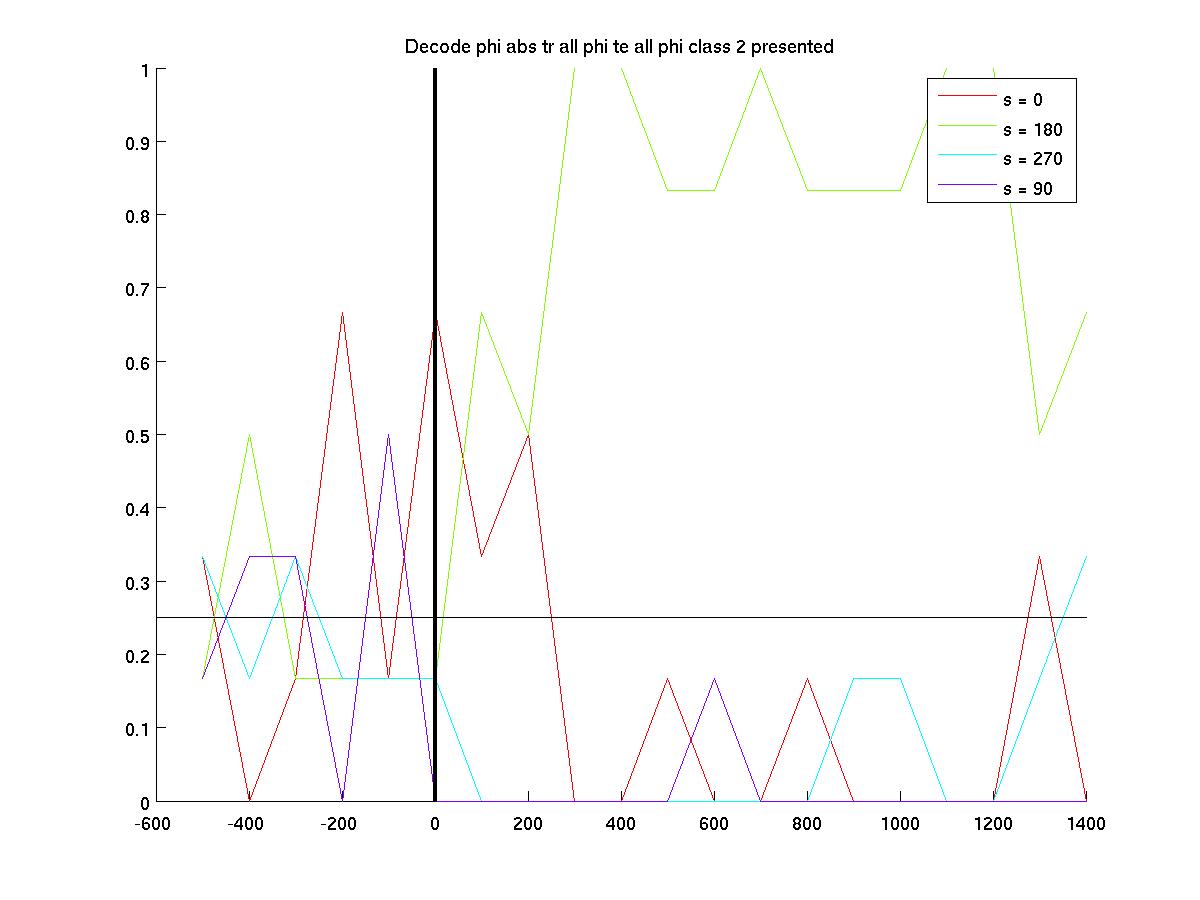 Decode phi abs tr all phi te all phi class 2 presented
1
s = 0
s = 180
0.9
s = 270
s = 90
0.8
0.7
0.6
0.5
0.4
0.3
0.2
0.1
0
-600 -400 -200 0 200 400 600 800 1000 1200 1400